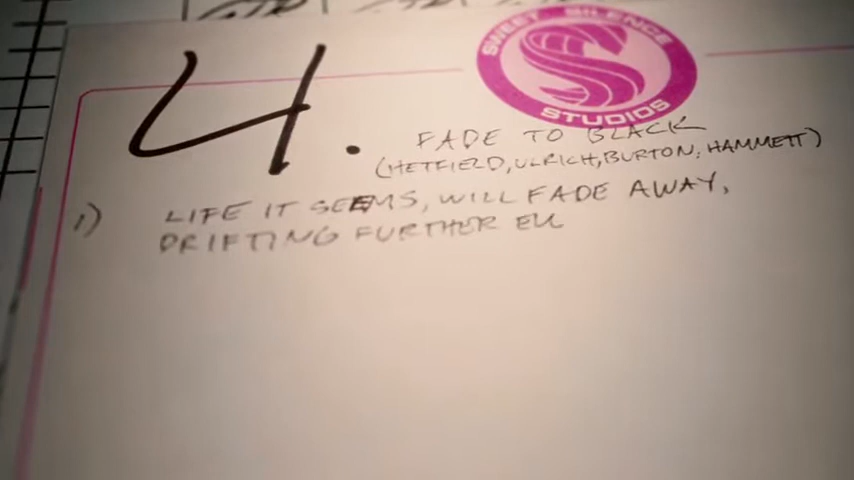 SWEET SILENCE
STUDIOS
4.
FADE TO BLACK
(HETFIELD, ULRICH, BURTON, HAMMETT)
1) LIFE IT SEEMS, WILL FADE AWAY,
DRIFTING FURTHER EU